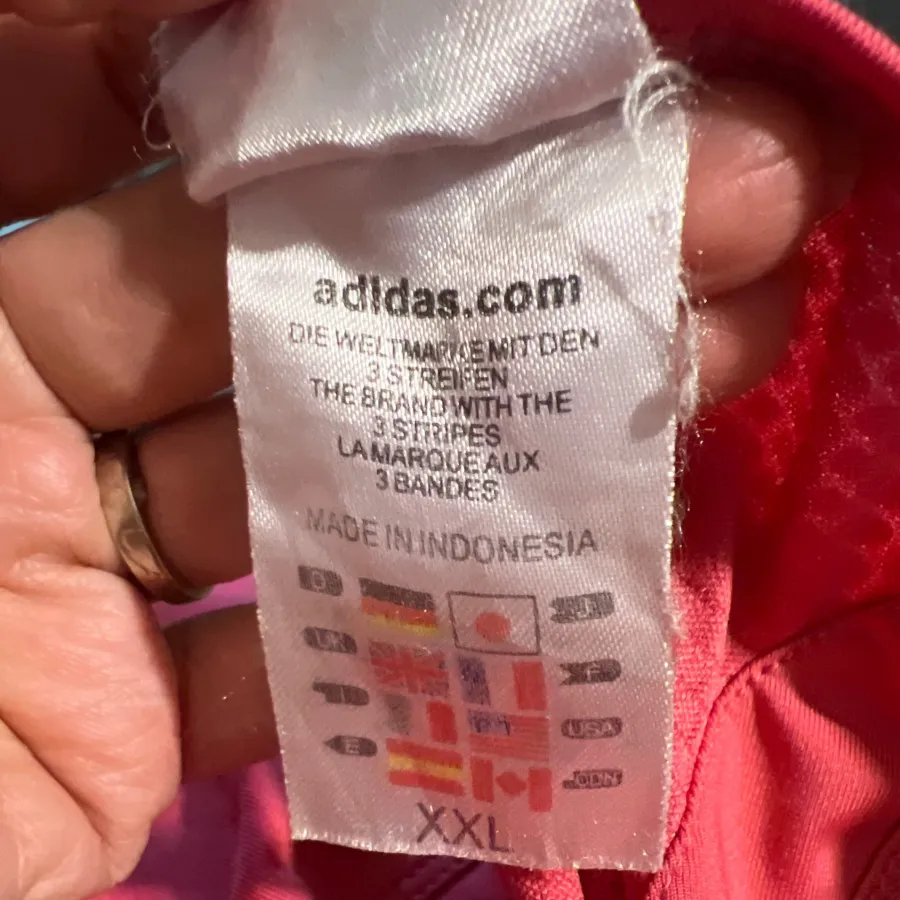 adidas.com
DIE WELTMARKE MIT DEN
3 STREIFEN
THE BRAND WITH THE
3 STRIPES
LA MARQUE AUX
3 BANDES
MADE IN INDONESIA
D
J
UK
F
I
USA
E
CDN
XXL